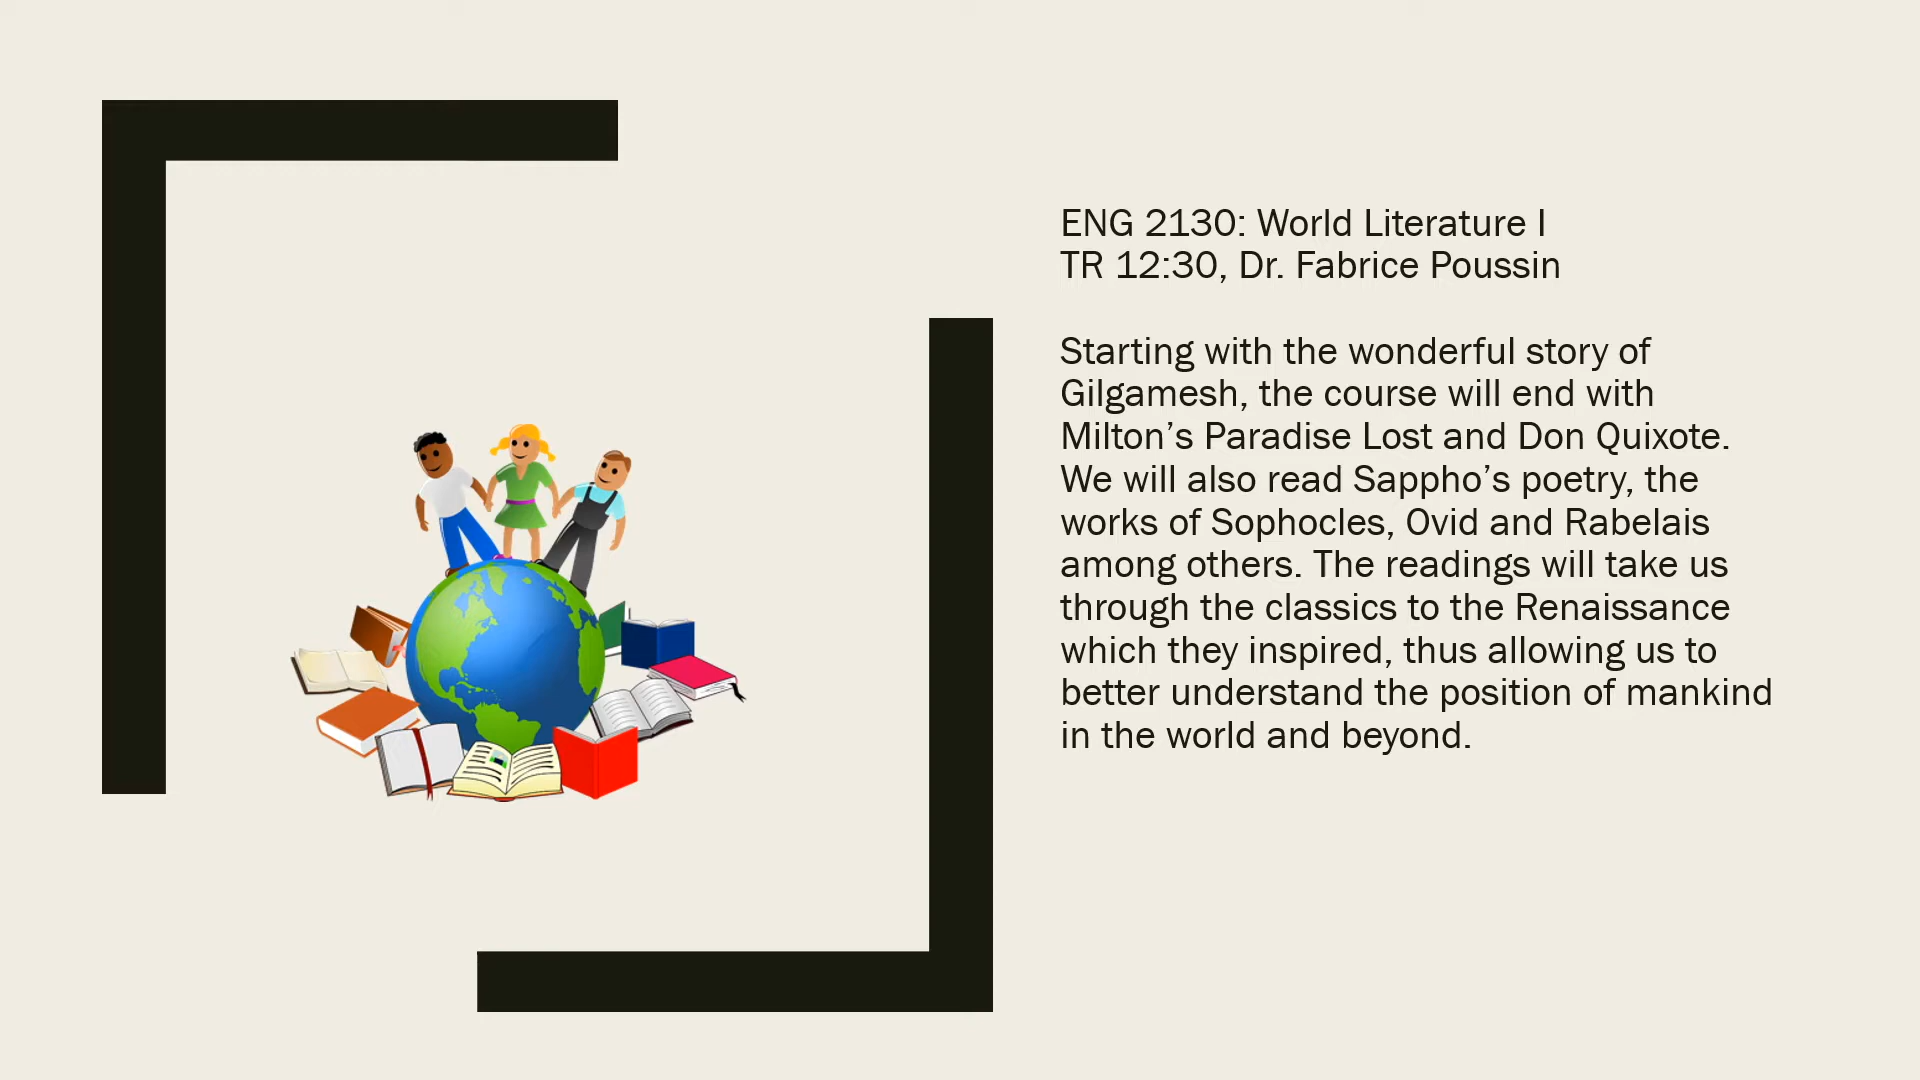 ENG 2130: World Literature I
TR 12:30, Dr. Fabrice Poussin
Starting with the wonderful story of
Gilgamesh, the course will end with
Milton’s Paradise Lost and Don Quixote.
We will also read Sappho’s poetry, the
works of Sophocles, Ovid and Rabelais
among others. The readings will take us
through the classics to the Renaissance
which they inspired, thus allowing us to
better understand the position of mankind
in the world and beyond.